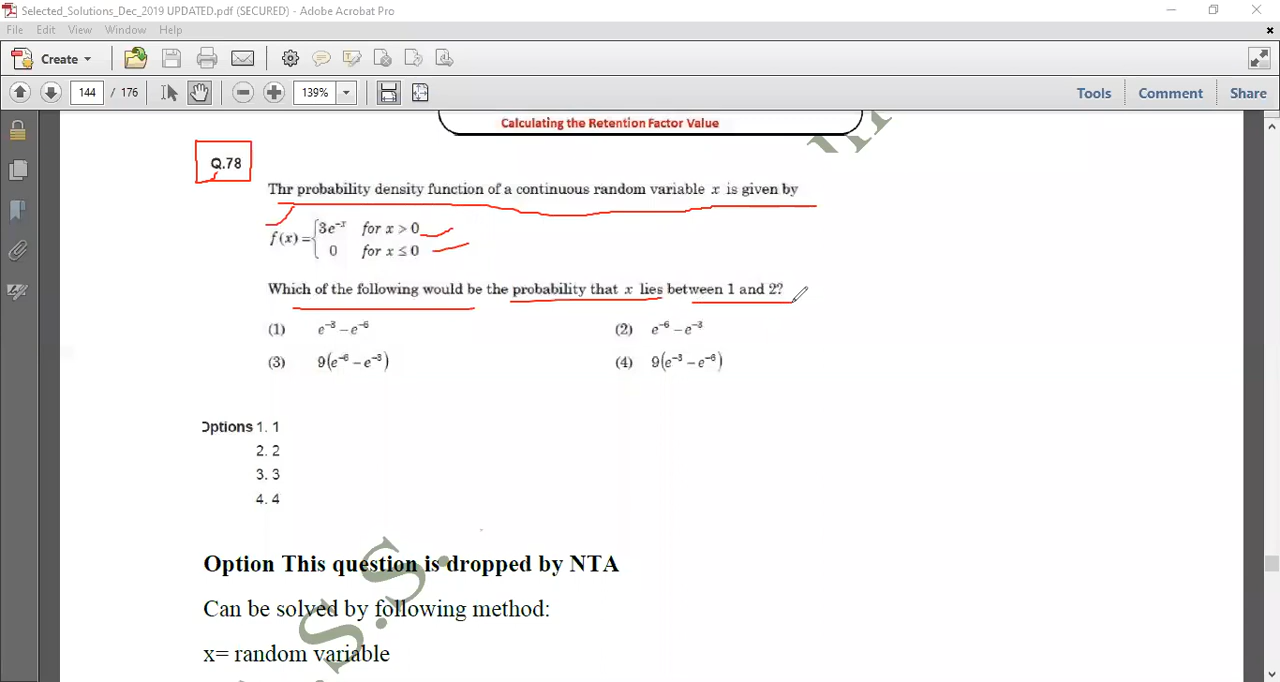 Selected_Solutions_Dec_2019 UPDATED.pdf (SECURED) - Adobe Acrobat Pro
File Edit View Window Help
Create
144 / 176 139% Tools Comment Share
Calculating the Retention Factor Value
Q.78
Thr probability density function of a continuous random variable x is given by
f(x)={3e⁻ˣ for x > 0
0 for x ≤ 0
Which of the following would be the probability that x lies between 1 and 2?
(1) e⁻³ – e⁻⁶ (2) e⁻⁶ – e⁻³
(3) 9(e⁻⁶ – e⁻³) (4) 9(e⁻³ – e⁻⁶)
Options 1. 1
2. 2
3. 3
4. 4
Option This question is dropped by NTA
Can be solved by following method:
x= random variable
S.S.